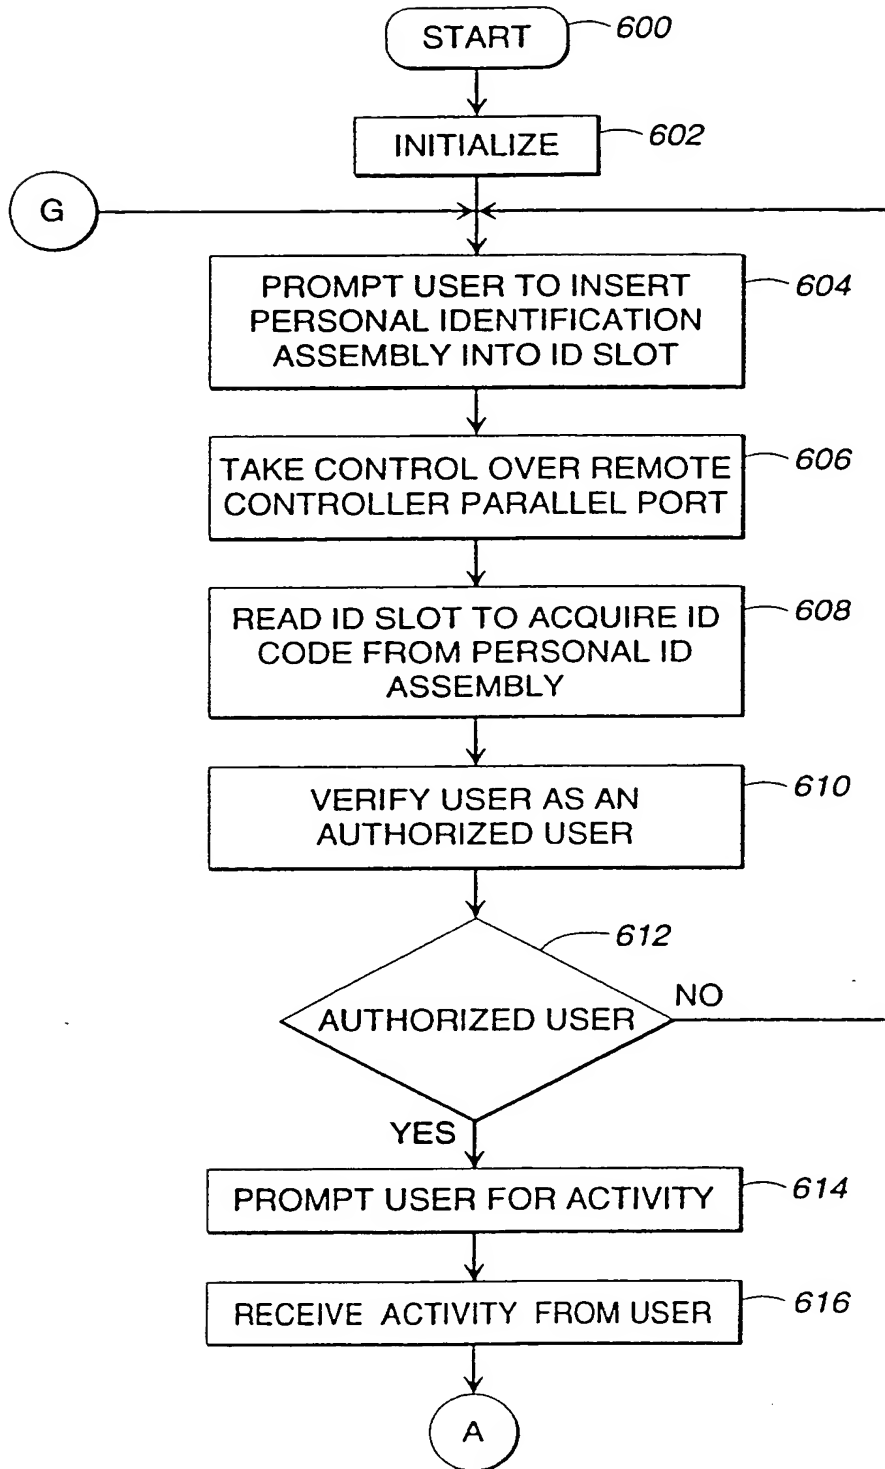 START
600
INITIALIZE
602
G
PROMPT USER TO INSERT
PERSONAL IDENTIFICATION
ASSEMBLY INTO ID SLOT
604
TAKE CONTROL OVER REMOTE
CONTROLLER PARALLEL PORT
606
READ ID SLOT TO ACQUIRE ID
CODE FROM PERSONAL ID
ASSEMBLY
608
VERIFY USER AS AN
AUTHORIZED USER
610
612
AUTHORIZED USER
NO
YES
PROMPT USER FOR ACTIVITY
614
RECEIVE ACTIVITY FROM USER
616
A